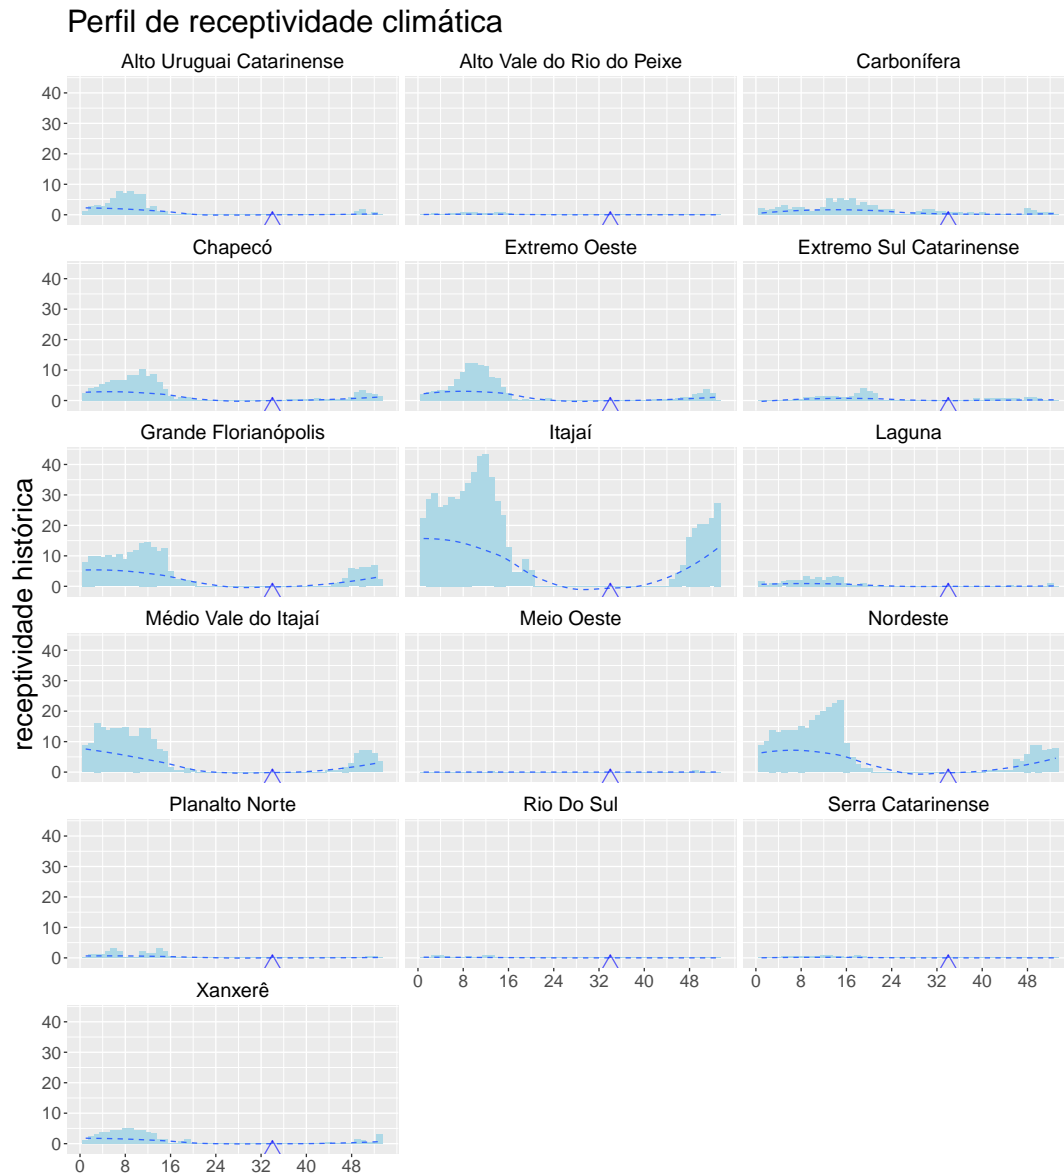 Perfil de receptividade climática
Alto Uruguai Catarinense
Alto Vale do Rio do Peixe
Carbonífera
40
30
20
10
0
Chapecó
Extremo Oeste
Extremo Sul Catarinense
40
30
20
10
0
Grande Florianópolis
Itajaí
Laguna
40
30
20
10
0
receptividade histórica
Médio Vale do Itajaí
Meio Oeste
Nordeste
40
30
20
10
0
Planalto Norte
Rio Do Sul
Serra Catarinense
40
30
20
10
0
0 8 16 24 32 40 48
0 8 16 24 32 40 48
Xanxerê
40
30
20
10
0
0 8 16 24 32 40 48